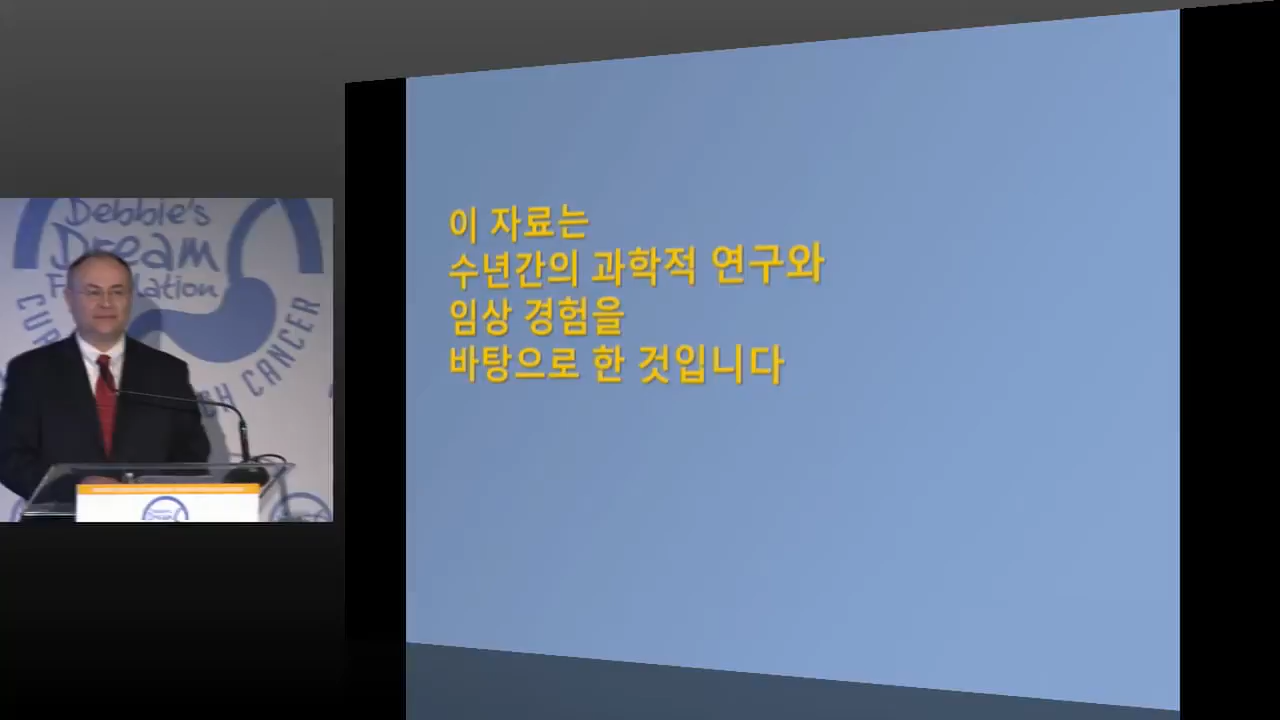 Debbie's
Dream
Foundation
CANCER
이 자료는
수년간의 과학적 연구와
임상 경험을
바탕으로 한 것입니다